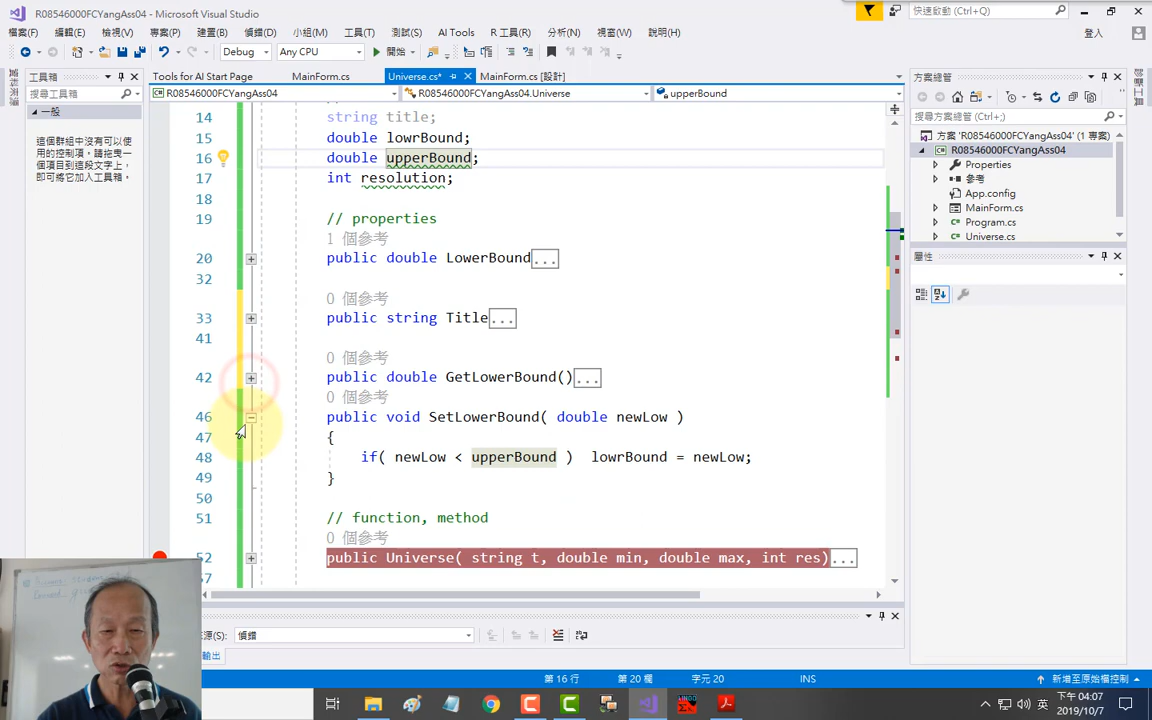 R08546000FCYangAss04 - Microsoft Visual Studio
快速啟動 (Ctrl+Q)
檔案(F) 編輯(E) 檢視(V) 專案(P) 建置(B) 偵錯(D) 小組(M) 工具(T) 測試(S) AI Tools R 工具(R) 分析(N) 視窗(W) 說明(H) 登入
Debug Any CPU 開始
工具箱
搜尋工具箱
一般
這個群組中沒有可使
用的控制項。請拖曳一
個項目到這段文字上,
即可將它加入工具箱。
Tools for AI Start Page MainForm.cs Universe.cs* MainForm.cs [設計]
R08546000FCYangAss04 R08546000FCYangAss04.Universe upperBound
14 string title;
15 double lowrBound;
16 double upperBound;
17 int resolution;
18
19 // properties
1 個參考
20 public double LowerBound...
32
0 個參考
33 public string Title...
41
0 個參考
42 public double GetLowerBound()...
0 個參考
46 public void SetLowerBound( double newLow )
47 {
48 if( newLow < upperBound ) lowrBound = newLow;
49 }
50
51 // function, method
0 個參考
52 public Universe( string t, double min, double max, int res)...
57
來源(S): 偵錯
輸出
方案總管
搜尋方案總管 (Ctrl+;)
方案 'R08546000FCYangAss04' (1 專案)
R08546000FCYangAss04
Properties
參考
App.config
MainForm.cs
Program.cs
Universe.cs
屬性
第 16 行 第 20 欄 字元 20 INS 新增至原始檔控制
英 下午 04:07
2019/10/7